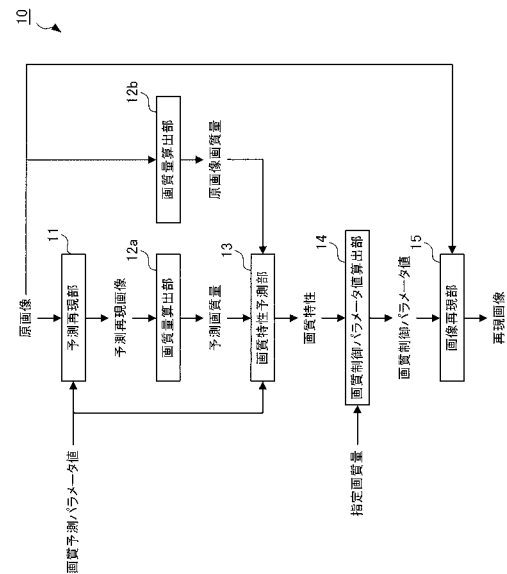 10
原画像
11
予測再現部
予測再現画像
12a
画質量算出部
予測画質量
12b
画質量算出部
原画像画質量
画質予測パラメータ値
13
画質特性予測部
画質特性
指定画質量
14
画質制御パラメータ値算出部
画質制御パラメータ値
15
画像再現部
再現画像